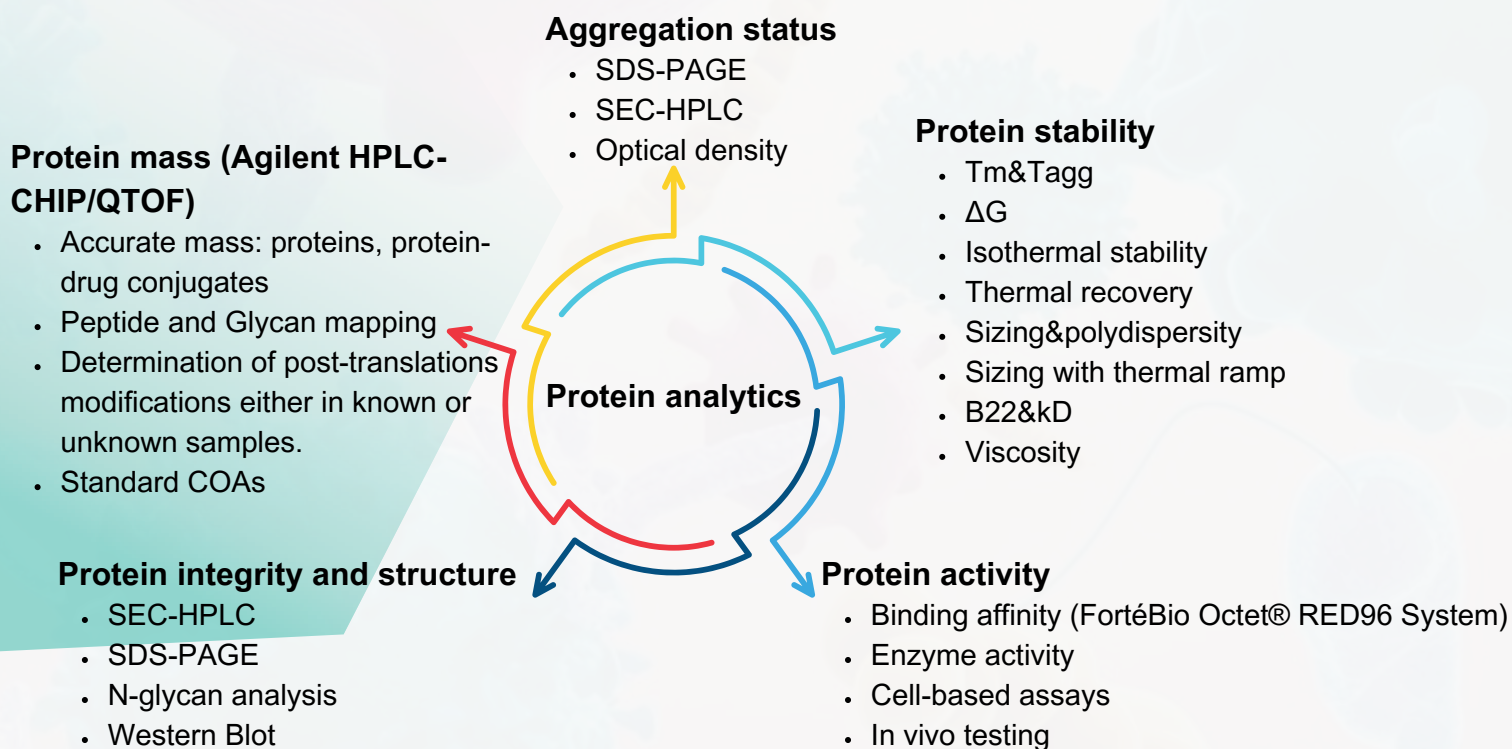 Aggregation status
• SDS-PAGE
• SEC-HPLC
• Optical density
Protein mass (Agilent HPLC-
CHIP/QTOF)
• Accurate mass: proteins, protein-
drug conjugates
• Peptide and Glycan mapping
• Determination of post-translations
modifications either in known or
unknown samples.
• Standard COAs
Protein stability
• Tm&Tagg
• ΔG
• Isothermal stability
• Thermal recovery
• Sizing&polydispersity
• Sizing with thermal ramp
• B22&kD
• Viscosity
Protein analytics
Protein integrity and structure
• SEC-HPLC
• SDS-PAGE
• N-glycan analysis
• Western Blot
Protein activity
• Binding affinity (FortéBio Octet® RED96 System)
• Enzyme activity
• Cell-based assays
• In vivo testing